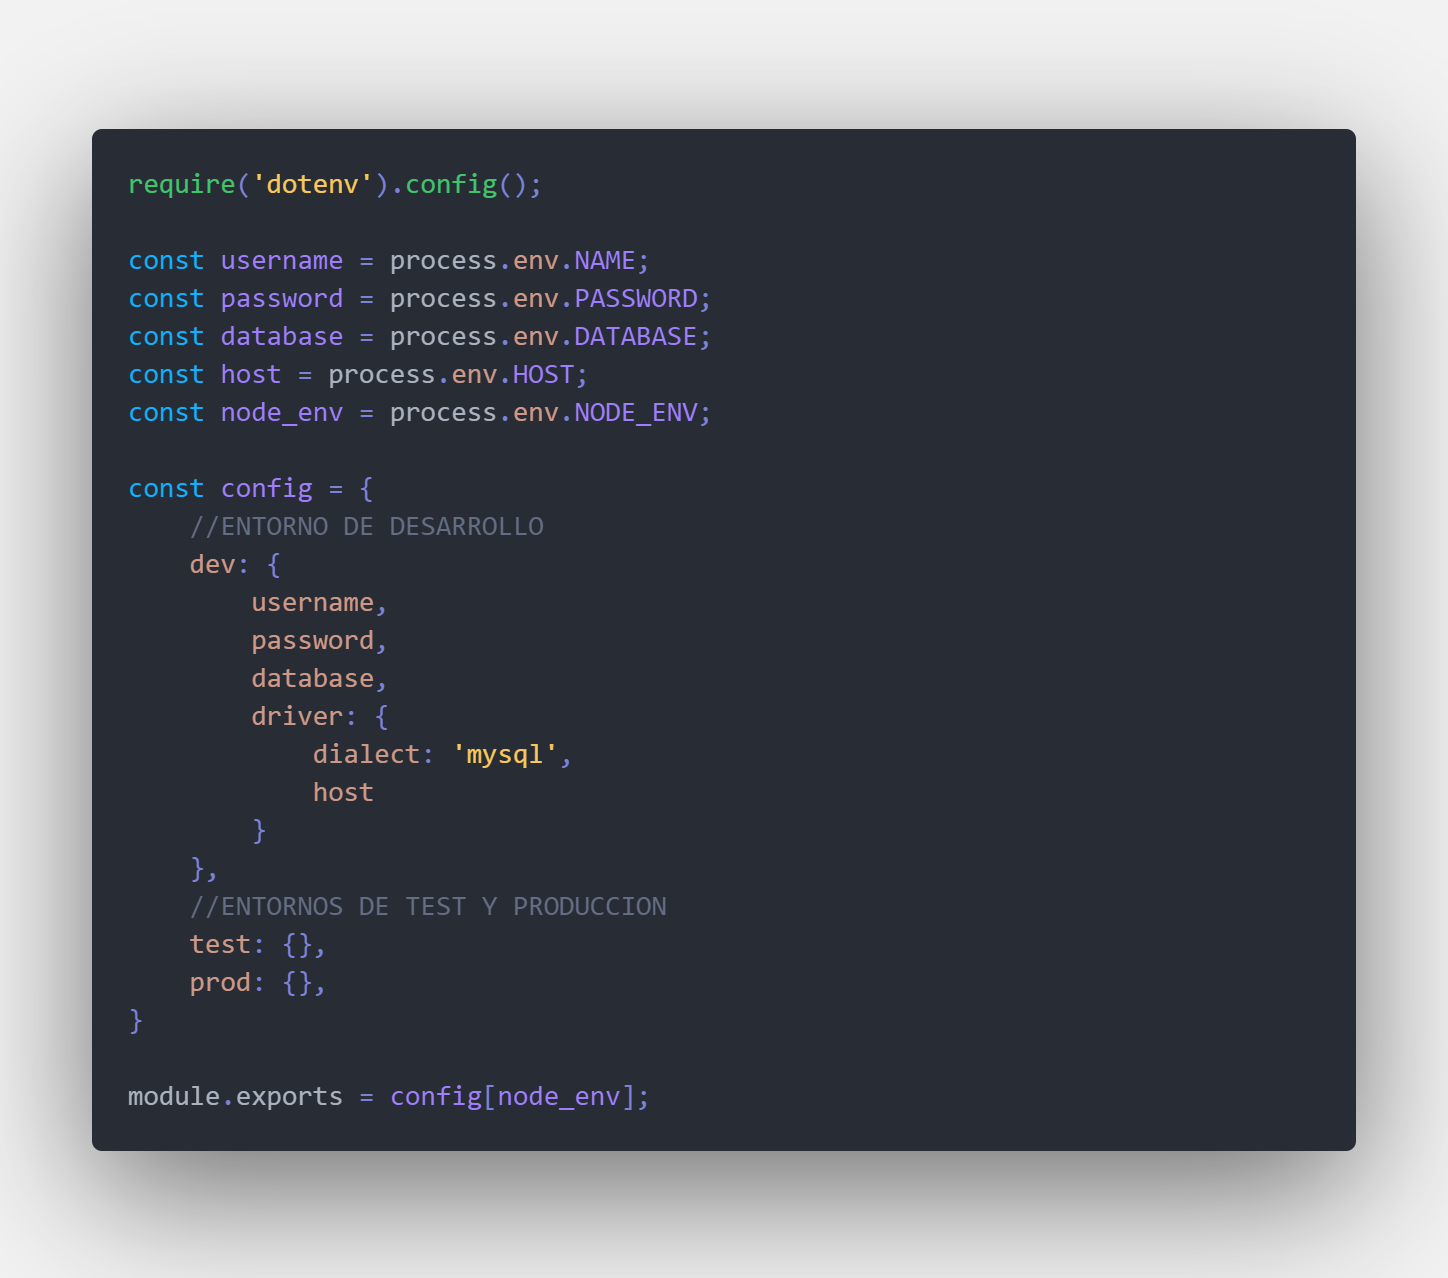 require('dotenv').config();

const username = process.env.NAME;
const password = process.env.PASSWORD;
const database = process.env.DATABASE;
const host = process.env.HOST;
const node_env = process.env.NODE_ENV;

const config = {
    //ENTORNO DE DESARROLLO
    dev: {
        username,
        password,
        database,
        driver: {
            dialect: 'mysql',
            host
        }
    },
    //ENTORNOS DE TEST Y PRODUCCION
    test: {},
    prod: {},
}

module.exports = config[node_env];